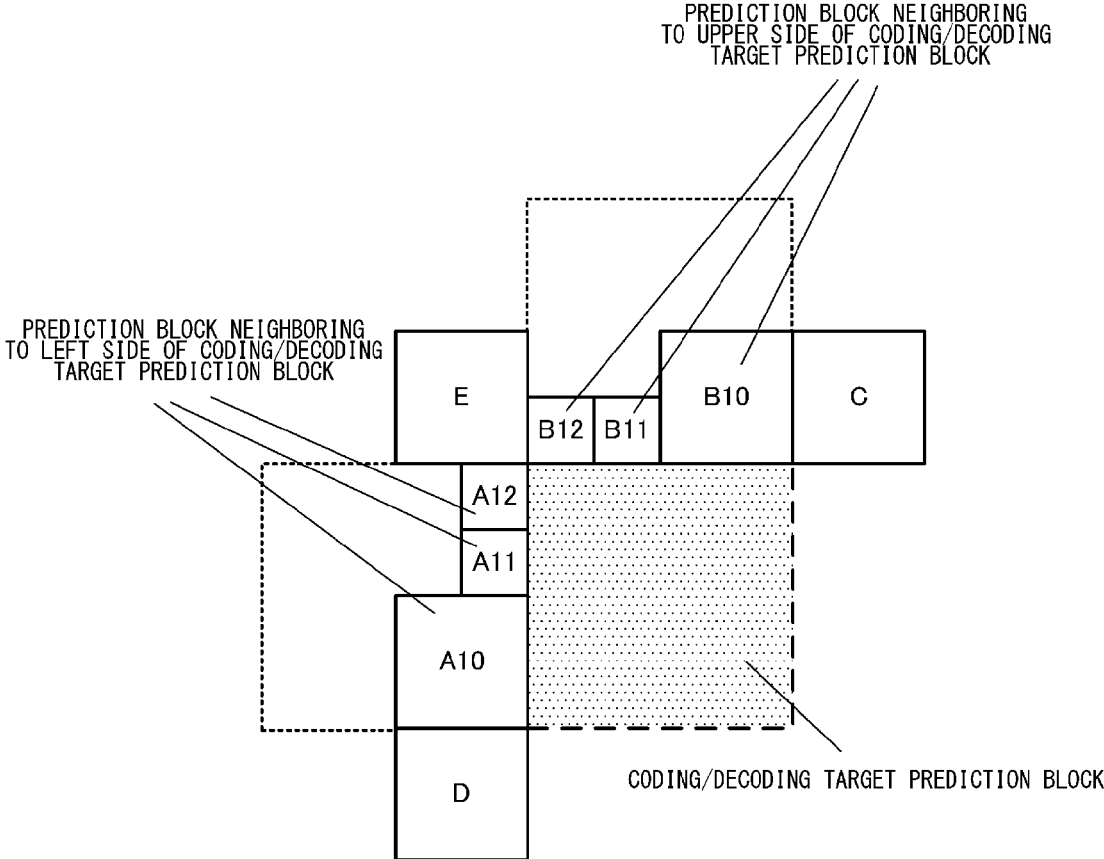 PREDICTION BLOCK NEIGHBORING
TO UPPER SIDE OF CODING/DECODING
TARGET PREDICTION BLOCK
PREDICTION BLOCK NEIGHBORING
TO LEFT SIDE OF CODING/DECODING
TARGET PREDICTION BLOCK
E
B12
B11
B10
C
A12
A11
A10
D
CODING/DECODING TARGET PREDICTION BLOCK